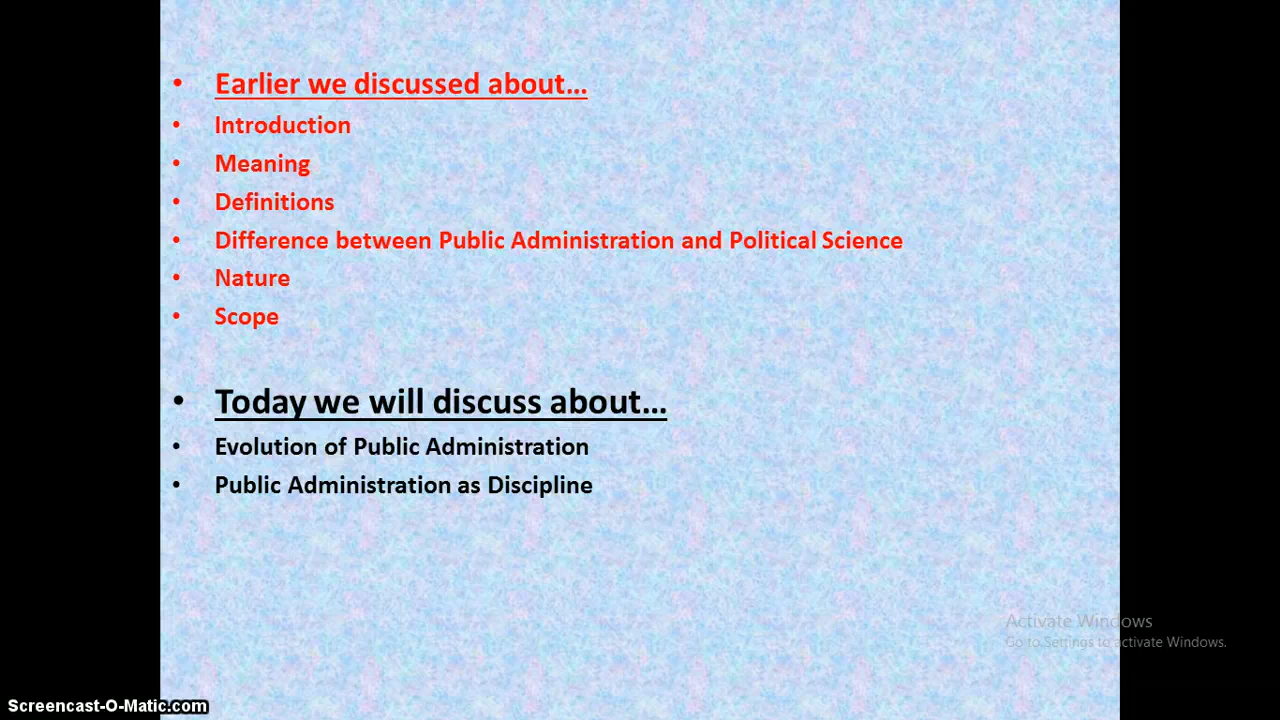 • Earlier we discussed about…
• Introduction
• Meaning
• Definitions
• Difference between Public Administration and Political Science
• Nature
• Scope
• Today we will discuss about…
• Evolution of Public Administration
• Public Administration as Discipline
Activate Windows
Go to Settings to activate Windows.
Screencast-O-Matic.com